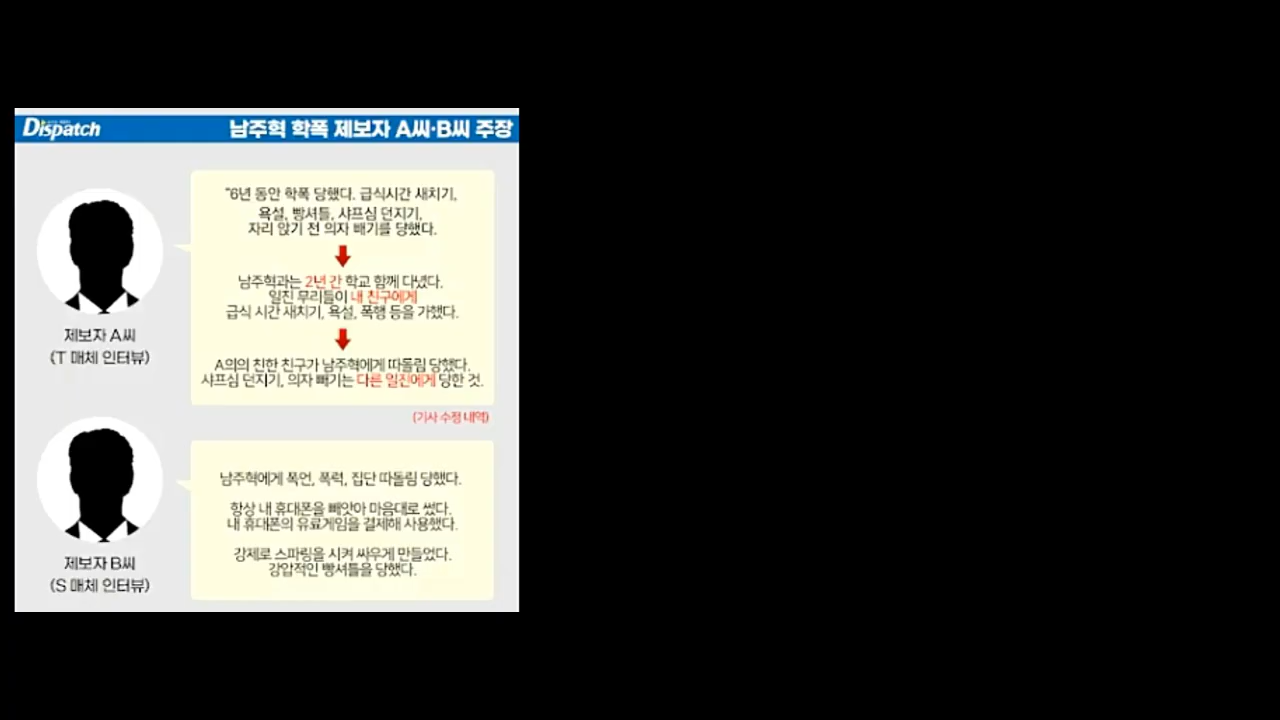 Dispatch
남주혁 학폭 제보자 A씨·B씨 주장
"6년 동안 학폭 당했다. 급식시간 새치기,
욕설, 빵셔틀, 샤프심 던지기,
자리 앉기 전 의자 빼기를 당했다.
남주혁과는 2년 간 학교 함께 다녔다.
일진 무리들이 내 친구에게
급식 시간 새치기, 욕설, 폭행 등을 가했다.
제보자 A씨
(T 매체 인터뷰)
A의의 친한 친구가 남주혁에게 따돌림 당했다.
샤프심 던지기, 의자 빼기는 다른 일진에게 당한 것.
(기사 수정 내역)
남주혁에게 폭언, 폭력, 집단 따돌림 당했다.
항상 내 휴대폰을 빼앗아 마음대로 썼다.
내 휴대폰의 유료게임을 결제해 사용했다.
강제로 스파링을 시켜 싸우게 만들었다.
강압적인 빵셔틀을 당했다.
제보자 B씨
(S 매체 인터뷰)